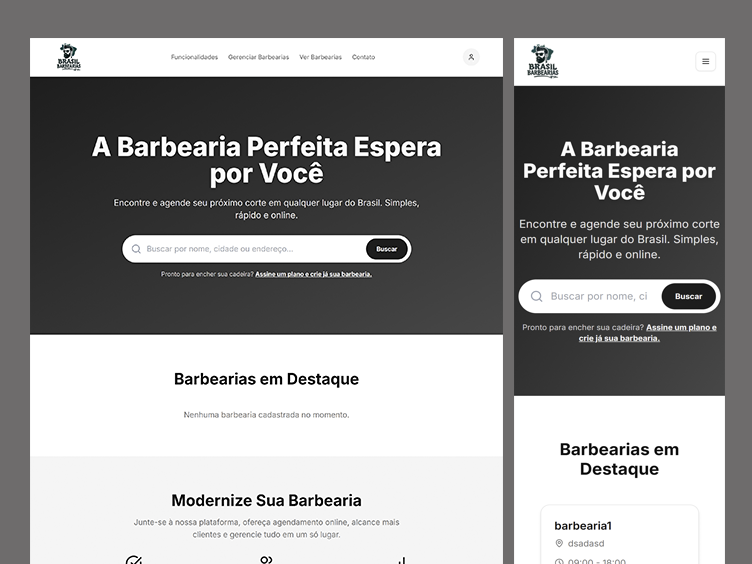 BRASIL
BARBEARIAS
Funcionalidades
Gerenciar Barbearias
Ver Barbearias
Contato
A Barbearia Perfeita Espera
por Você
Encontre e agende seu próximo corte em qualquer lugar do Brasil. Simples,
rápido e online.
Buscar por nome, cidade ou endereço...
Buscar
Pronto para encher sua cadeira? Assine um plano e crie já sua barbearia.
Barbearias em Destaque
Nenhuma barbearia cadastrada no momento.
Modernize Sua Barbearia
Junte-se à nossa plataforma, ofereça agendamento online, alcance mais
clientes e gerencie tudo em um só lugar.
BRASIL
BARBEARIAS
A Barbearia
Perfeita Espera por
Você
Encontre e agende seu próximo corte
em qualquer lugar do Brasil. Simples,
rápido e online.
Buscar por nome, ci
Buscar
Pronto para encher sua cadeira? Assine um plano e
crie já sua barbearia.
Barbearias em
Destaque
barbearia1
dsadasd
09:00 - 18:00